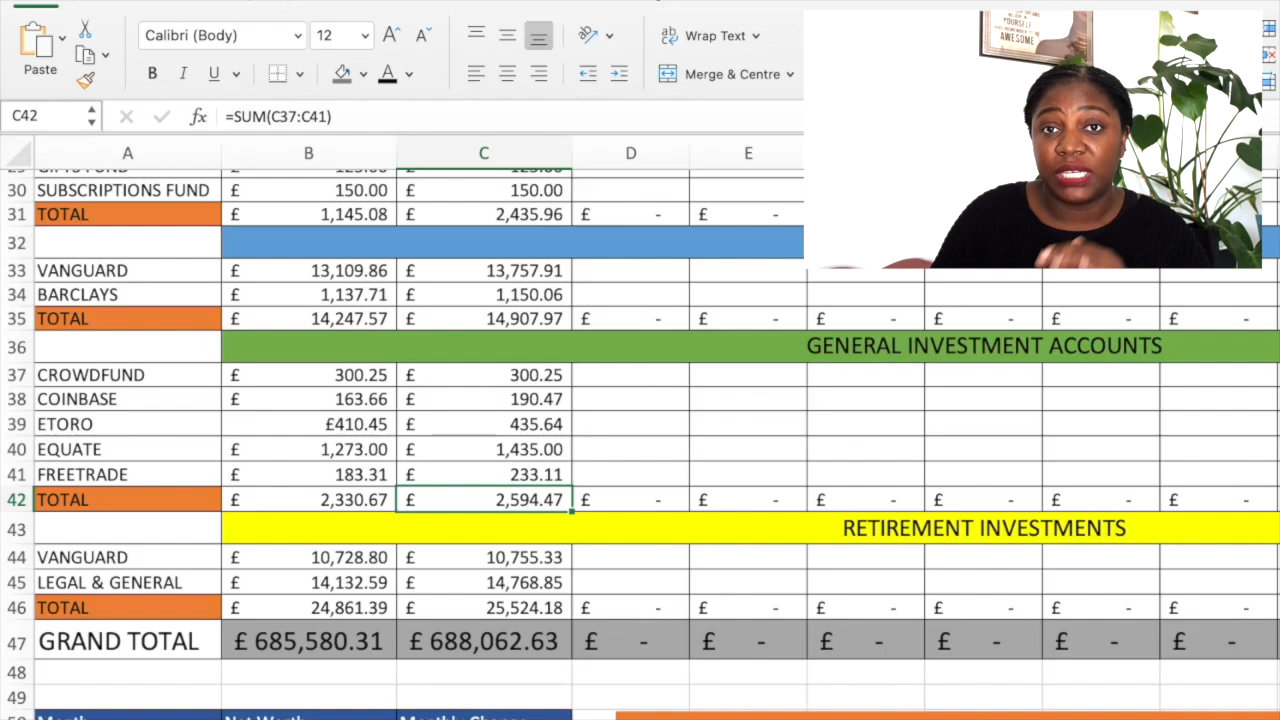 Calibri (Body) 12 A^ A˅ ab Wrap Text
Paste B I U A Merge & Centre
AWESOME
C42 fx =SUM(C37:C41)
A B C D E
30 SUBSCRIPTIONS FUND £ 150.00 £ 150.00
31 TOTAL £ 1,145.08 £ 2,435.96 £ - £ -
32
33 VANGUARD £ 13,109.86 £ 13,757.91
34 BARCLAYS £ 1,137.71 £ 1,150.06
35 TOTAL £ 14,247.57 £ 14,907.97 £ - £ - £ - £ - £ - £ -
36 GENERAL INVESTMENT ACCOUNTS
37 CROWDFUND £ 300.25 £ 300.25
38 COINBASE £ 163.66 £ 190.47
39 ETORO £410.45 £ 435.64
40 EQUATE £ 1,273.00 £ 1,435.00
41 FREETRADE £ 183.31 £ 233.11
42 TOTAL £ 2,330.67 £ 2,594.47 £ - £ - £ - £ - £ - £ -
43 RETIREMENT INVESTMENTS
44 VANGUARD £ 10,728.80 £ 10,755.33
45 LEGAL & GENERAL £ 14,132.59 £ 14,768.85
46 TOTAL £ 24,861.39 £ 25,524.18 £ - £ - £ - £ - £ - £ -
47 GRAND TOTAL £ 685,580.31 £ 688,062.63 £ - £ - £ - £ - £ - £ -
48
49
Month Net Worth Monthly Change